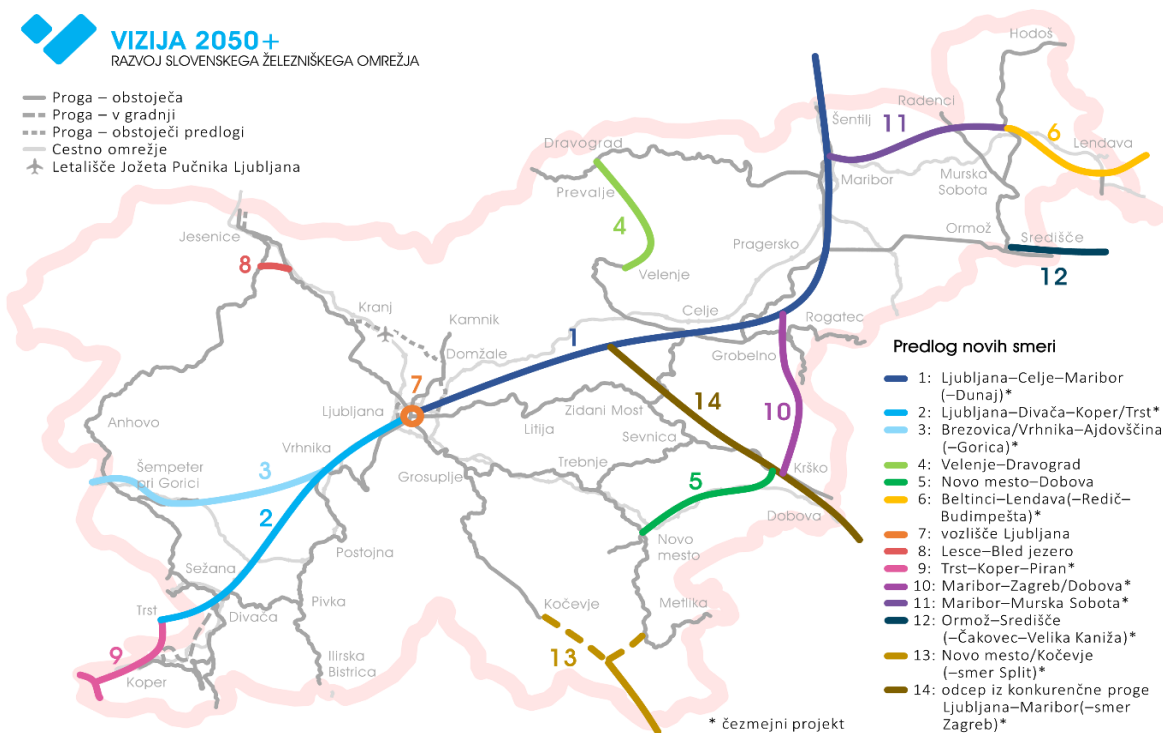 VIZIJA 2050+
RAZVOJ SLOVENSKEGA ŽELEZNIŠKEGA OMREŽJA
Proga – obstoječa
Proga – v gradnji
Proga – obstoječi predlogi
Cestno omrežje
Letališče Jožeta Pučnika Ljubljana
Hodoš
Radenci
Šentilj
11
6
Lendava
Dravograd
Prevalje
Maribor
Murska
Sobota
4
Ormož
Središče
Jesenice
Pragersko
8
Velenje
12
Kranj
Kamnik
Celje
Rogatec
1
Domžale
Grobelno
7
14
Ljubljana
Zidani Most
10
Anhovo
Litija
Sevnica
Vrhnika
Šempeter
pri Gorici
3
Grosuplje
Trebnje
Krško
5
2
Dobova
Postojna
Novo
mesto
Sežana
Trst
Divača
Pivka
Kočevje
Metlika
9
13
Koper
Ilirska
Bistrica
* čezmejni projekt
Predlog novih smeri
1: Ljubljana–Celje–Maribor
(–Dunaj)*
2: Ljubljana–Divača–Koper/Trst*
3: Brezovica/Vrhnika–Ajdovščina
(–Gorica)*
4: Velenje–Dravograd
5: Novo mesto–Dobova
6: Beltinci–Lendava(–Redič–
Budimpešta)*
7: vozlišče Ljubljana
8: Lesce–Bled jezero
9: Trst–Koper–Piran*
10: Maribor–Zagreb/Dobova*
11: Maribor–Murska Sobota*
12: Ormož–Središče
(–Čakovec–Velika Kaniža)*
13: Novo mesto/Kočevje
(–smer Split)*
14: odcep iz konkurenčne proge
Ljubljana–Maribor(–smer
Zagreb)*